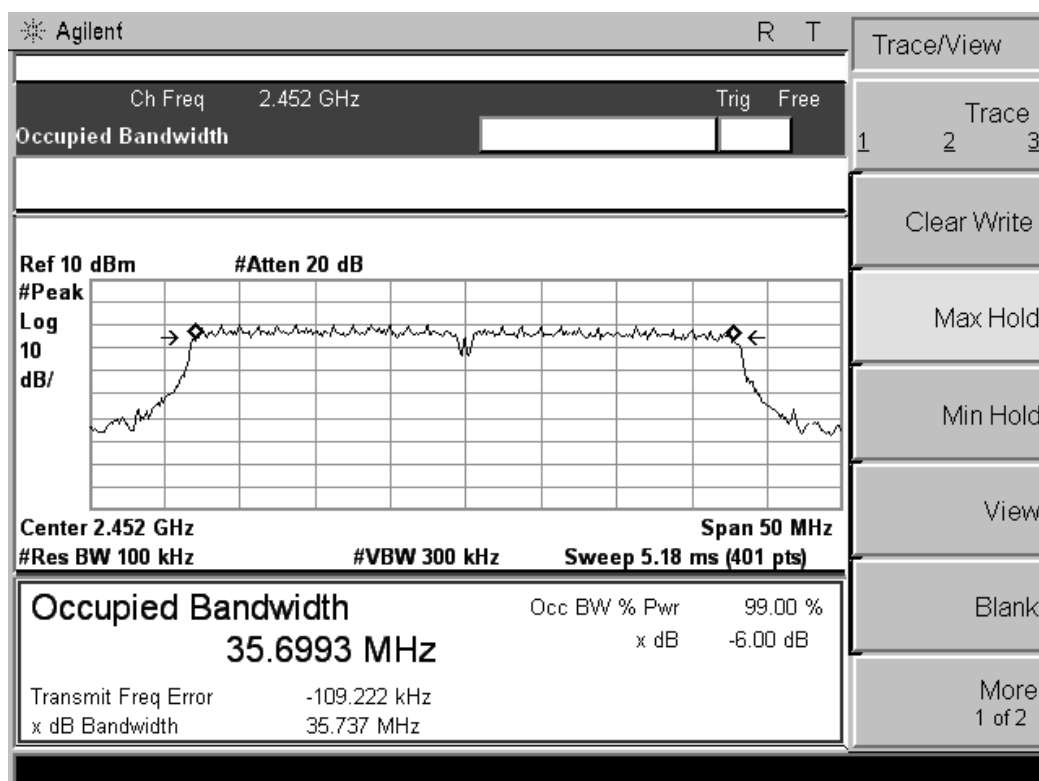 Agilent R T
Ch Freq 2.452 GHz Trig Free
Occupied Bandwidth
Ref 10 dBm #Atten 20 dB
#Peak
Log
10
dB/
Center 2.452 GHz Span 50 MHz
#Res BW 100 kHz #VBW 300 kHz Sweep 5.18 ms (401 pts)
Occupied Bandwidth
35.6993 MHz
Occ BW % Pwr 99.00 %
x dB -6.00 dB
Transmit Freq Error -109.222 kHz
x dB Bandwidth 35.737 MHz
Trace/View
Trace
1 2 3
Clear Write
Max Hold
Min Hold
View
Blank
More
1 of 2